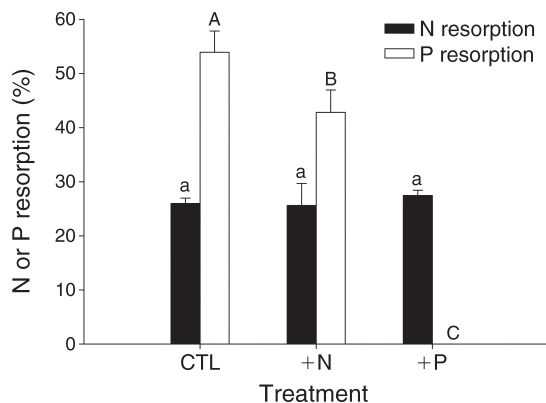 60
50
40
30
20
10
0
N or P resorption (%)
N resorption
P resorption
A
B
C
a
a
a
CTL
+N
+P
Treatment